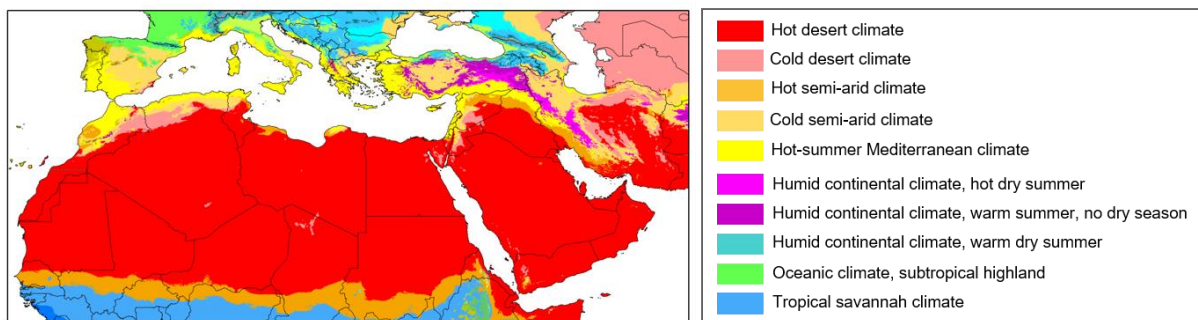 Hot desert climate
Cold desert climate
Hot semi-arid climate
Cold semi-arid climate
Hot-summer Mediterranean climate
Humid continental climate, hot dry summer
Humid continental climate, warm summer, no dry season
Humid continental climate, warm dry summer
Oceanic climate, subtropical highland
Tropical savannah climate